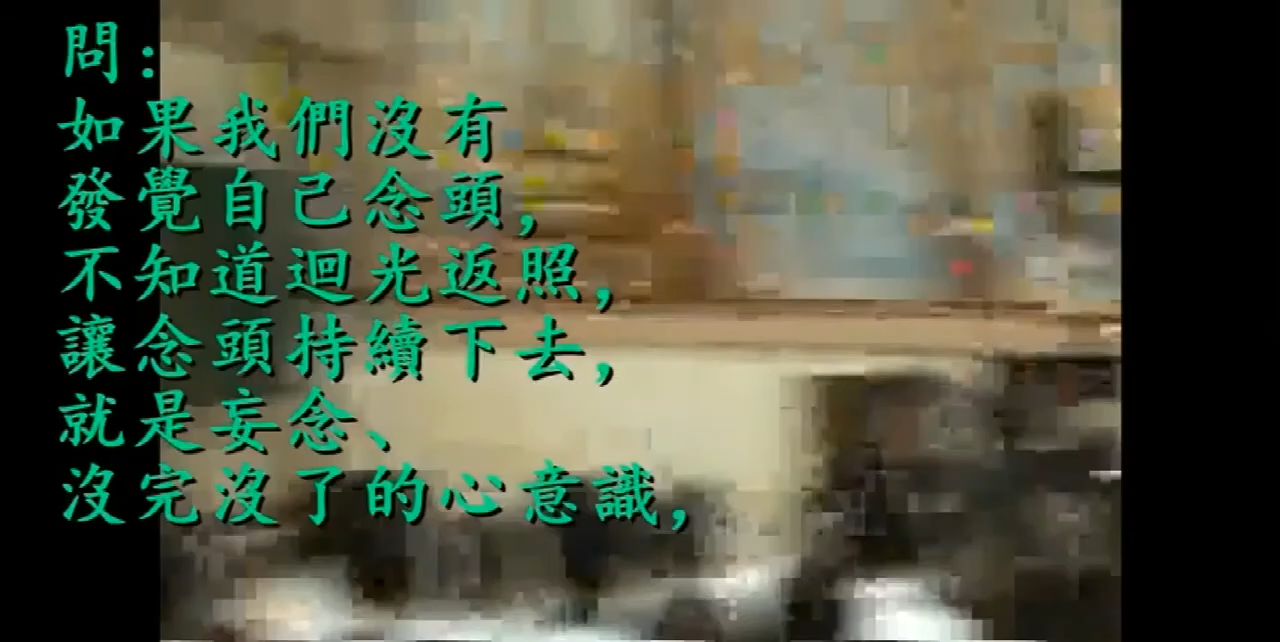 問：
如果我們沒有
發覺自己念頭，
不知道迴光返照，
讓念頭持續下去，
就是妄念、
沒完沒了的心意識，